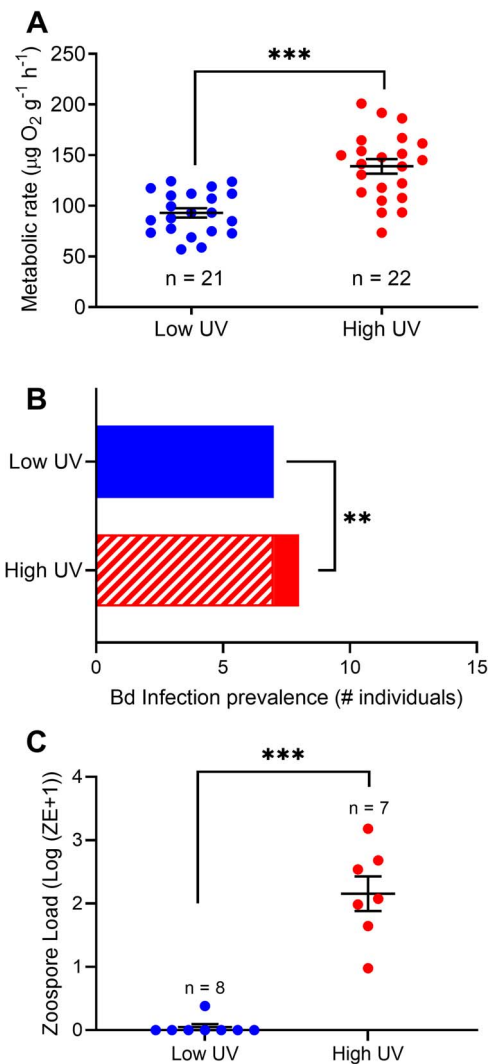 A
***
250
200
150
100
50
0
Metabolic rate (µg O2 g-1 h-1)
n = 21
n = 22
Low UV
High UV
B
Low UV
High UV
**
0
5
10
15
Bd Infection prevalence (# individuals)
C
***
4
3
2
1
0
Zoospore Load (Log (ZE+1))
n = 7
n = 8
Low UV
High UV